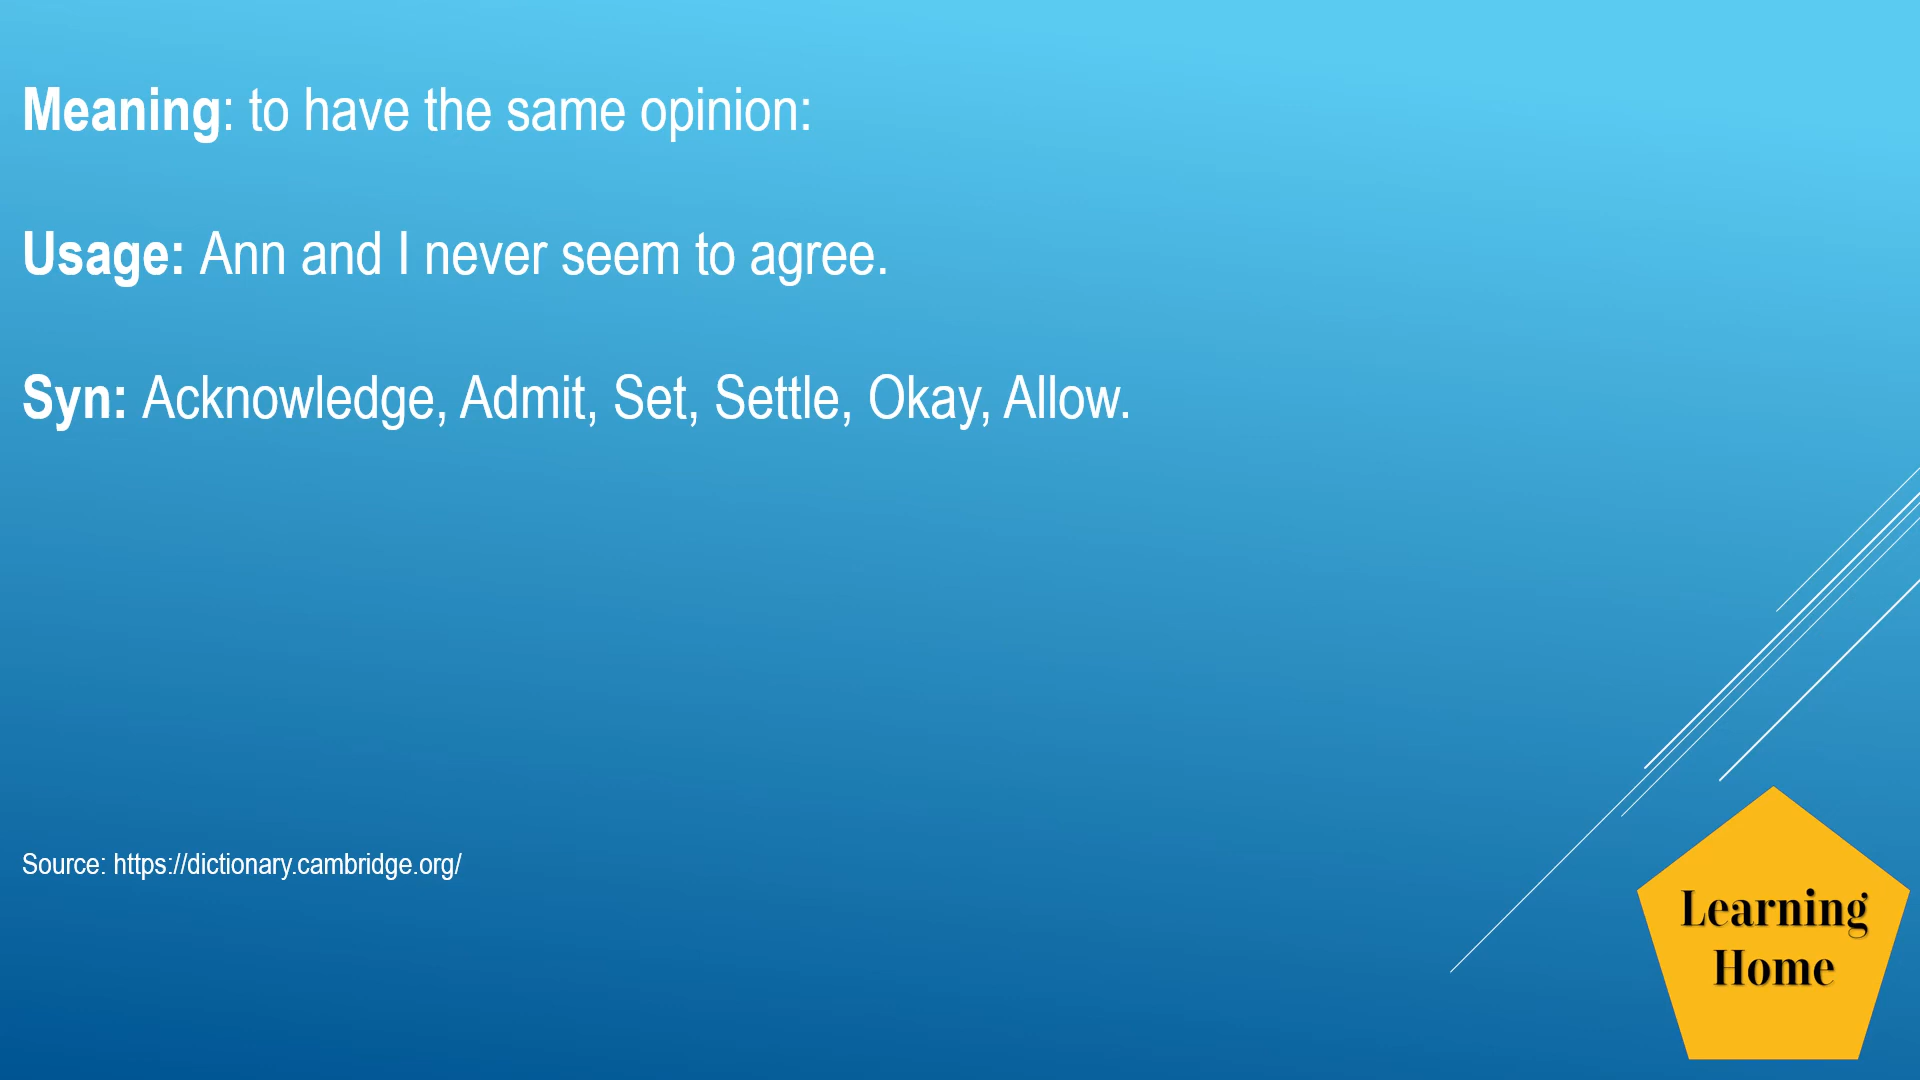 Meaning: to have the same opinion:
Usage: Ann and I never seem to agree.
Syn: Acknowledge, Admit, Set, Settle, Okay, Allow.
Source: https://dictionary.cambridge.org/
Learning
Home